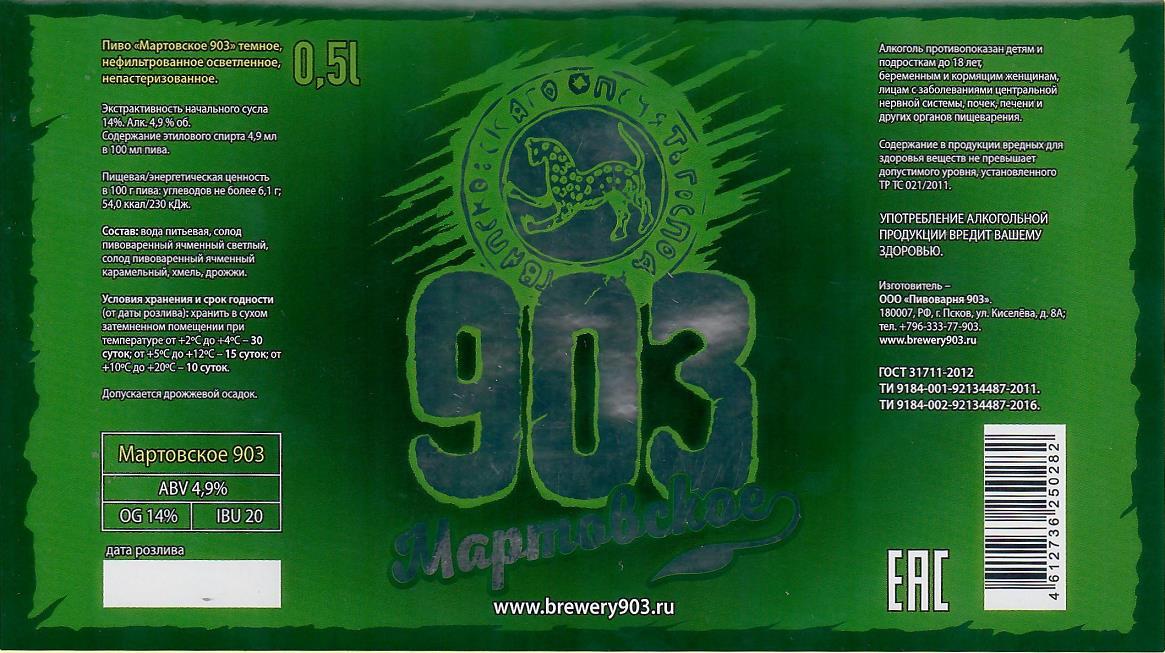 Пиво «Мартовское 903» темное,
нефильтрованное осветленное,
непастеризованное.
0,5l
Экстрактивность начального сусла
14%. Алк. 4,9 % об.
Содержание этилового спирта 4,9 мл
в 100 мл пива.
Пищевая/энергетическая ценность
в 100 г пива: углеводов не более 6,1 г;
54,0 ккал/230 кДж.
Состав: вода питьевая, солод
пивоваренный ячменный светлый,
солод пивоваренный ячменный
карамельный, хмель, дрожжи.
Условия хранения и срок годности
(от даты розлива): хранить в сухом
затемненном помещении при
температуре от +2ºС до +4ºС – 30
суток; от +5ºС до +12ºС – 15 суток; от
+10ºС до +20ºС – 10 суток.
Допускается дрожжевой осадок.
Мартовское 903
ABV 4,9%
OG 14% IBU 20
дата розлива
903
Мартовское
www.brewery903.ru
Алкоголь противопоказан детям и
подросткам до 18 лет,
беременным и кормящим женщинам,
лицам с заболеваниями центральной
нервной системы, почек, печени и
других органов пищеварения.
Содержание в продукции вредных для
здоровья веществ не превышает
допустимого уровня, установленного
ТР ТС 021/2011.
УПОТРЕБЛЕНИЕ АЛКОГОЛЬНОЙ
ПРОДУКЦИИ ВРЕДИТ ВАШЕМУ
ЗДОРОВЬЮ.
Изготовитель –
ООО «Пивоварня 903».
180007, РФ, г. Псков, ул. Киселёва, д. 8А;
тел. +796-333-77-903.
www.brewery903.ru
ГОСТ 31711-2012
ТИ 9184-001-92134487-2011.
ТИ 9184-002-92134487-2016.
EAC
4 612736 250282